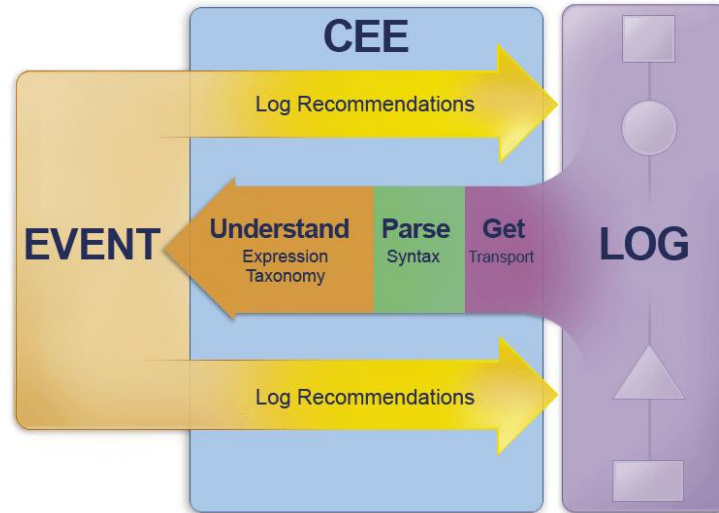 CEE
Log Recommendations
EVENT
Understand
Expression
Taxonomy
Parse
Syntax
Get
Transport
LOG
Log Recommendations